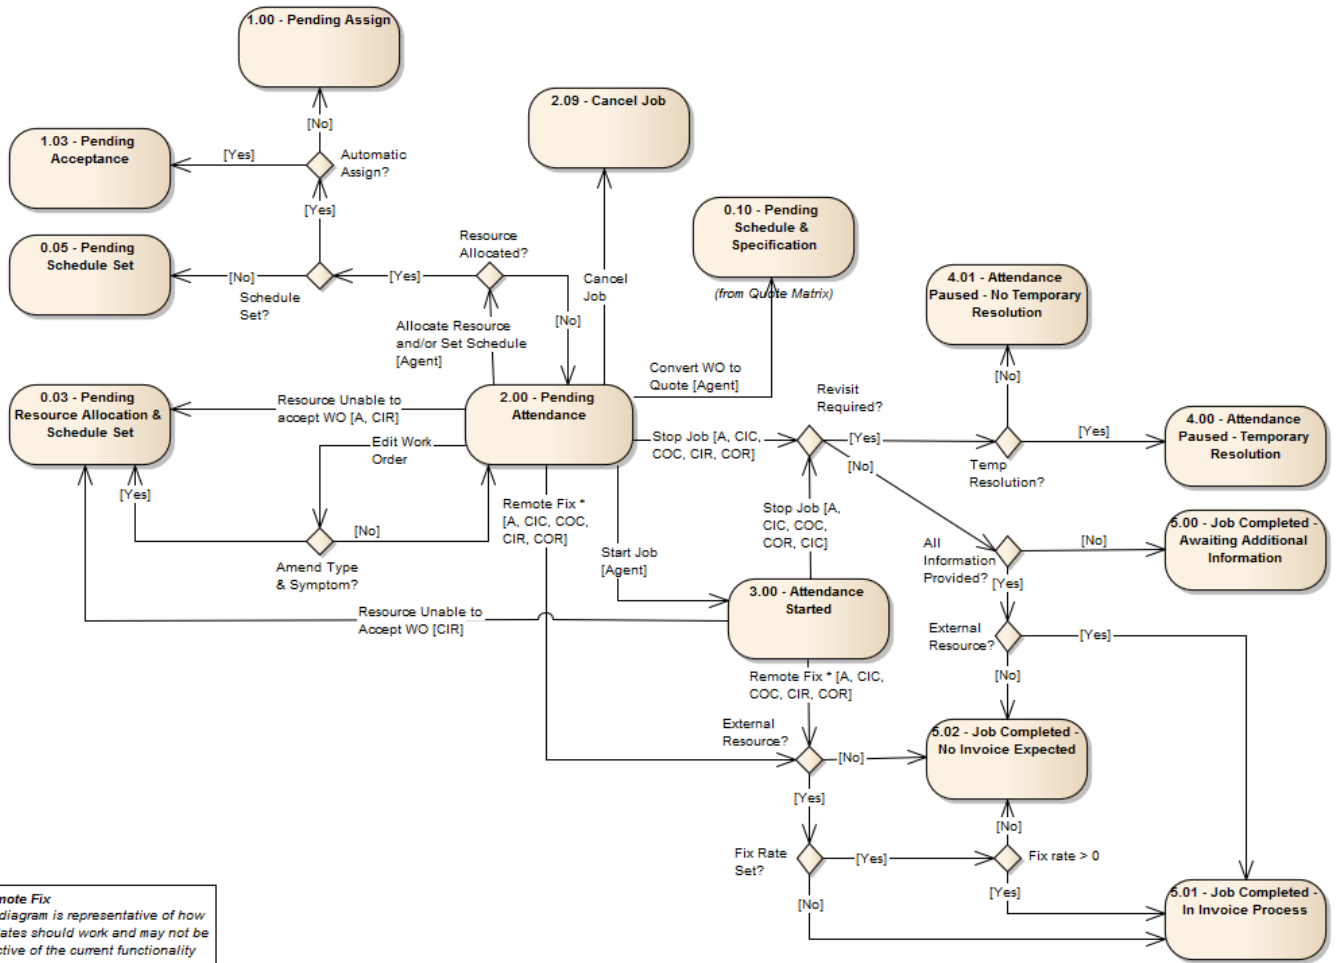 1.00 - Pending Assign
[No]
2.09 - Cancel Job
1.03 - Pending
Acceptance
[Yes]
Automatic
Assign?
[Yes]
0.10 - Pending
Schedule &
Specification
(from Quote Matrix)
0.05 - Pending
Schedule Set
[No]
Schedule
Set?
[Yes]
Resource
Allocated?
[No]
Cancel
Job
4.01 - Attendance
Paused - No Temporary
Resolution
Allocate Resource
and/or Set Schedule
[Agent]
Convert WO to
Quote [Agent]
[No]
0.03 - Pending
Resource Allocation &
Schedule Set
Resource Unable to
accept WO [A, CIR]
2.00 - Pending
Attendance
Revisit
Required?
4.00 - Attendance
Paused - Temporary
Resolution
Edit Work
Order
Stop Job [A, CIC,
COC, CIR, COR]
[Yes]
[Yes]
[No]
Temp
Resolution?
[Yes]
[No]
Amend Type
& Symptom?
Remote Fix *
[A, CIC, COC,
CIR, COR]
Stop Job [A,
CIC, COC,
COR, CIC]
5.00 - Job Completed -
Awaiting Additional
Information
Start Job
[Agent]
All
Information
Provided?
[No]
[Yes]
3.00 - Attendance
Started
Resource Unable to
Accept WO [CIR]
External
Resource?
[Yes]
[No]
Remote Fix * [A, CIC,
COC, CIR, COR]
External
Resource?
[No]
5.02 - Job Completed -
No Invoice Expected
[Yes]
[No]
Fix Rate
Set?
[Yes]
Fix rate > 0
[Yes]
[No]
5.01 - Job Completed -
In Invoice Process
mote Fix
diagram is representative of how
ates should work and may not be
ctive of the current functionality